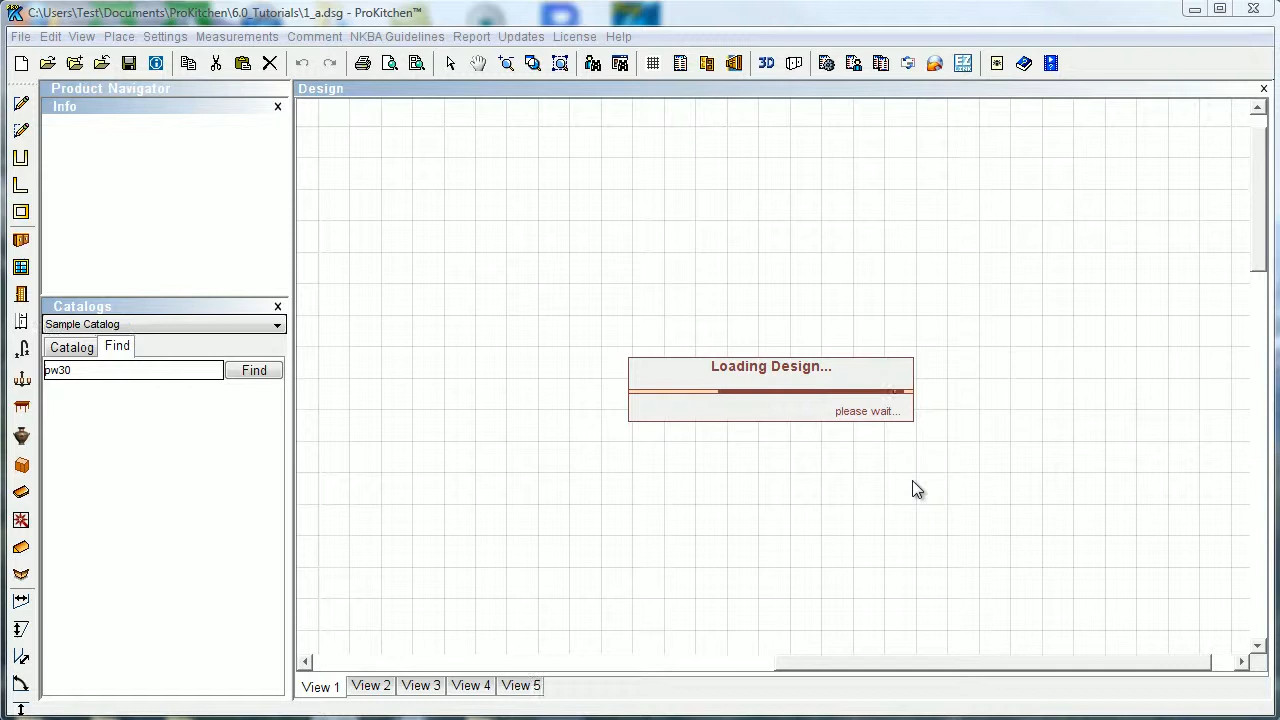 C:\Users\Test\Documents\ProKitchen\6.0_Tutorials\1_a.dsg - ProKitchen™
File Edit View Place Settings Measurements Comment NKBA Guidelines Report Updates License Help
3D
EZ
Product Navigator
Info
Design
Catalogs
Sample Catalog
Catalog Find
pw30
Find
Loading Design...
please wait...
View 1 View 2 View 3 View 4 View 5